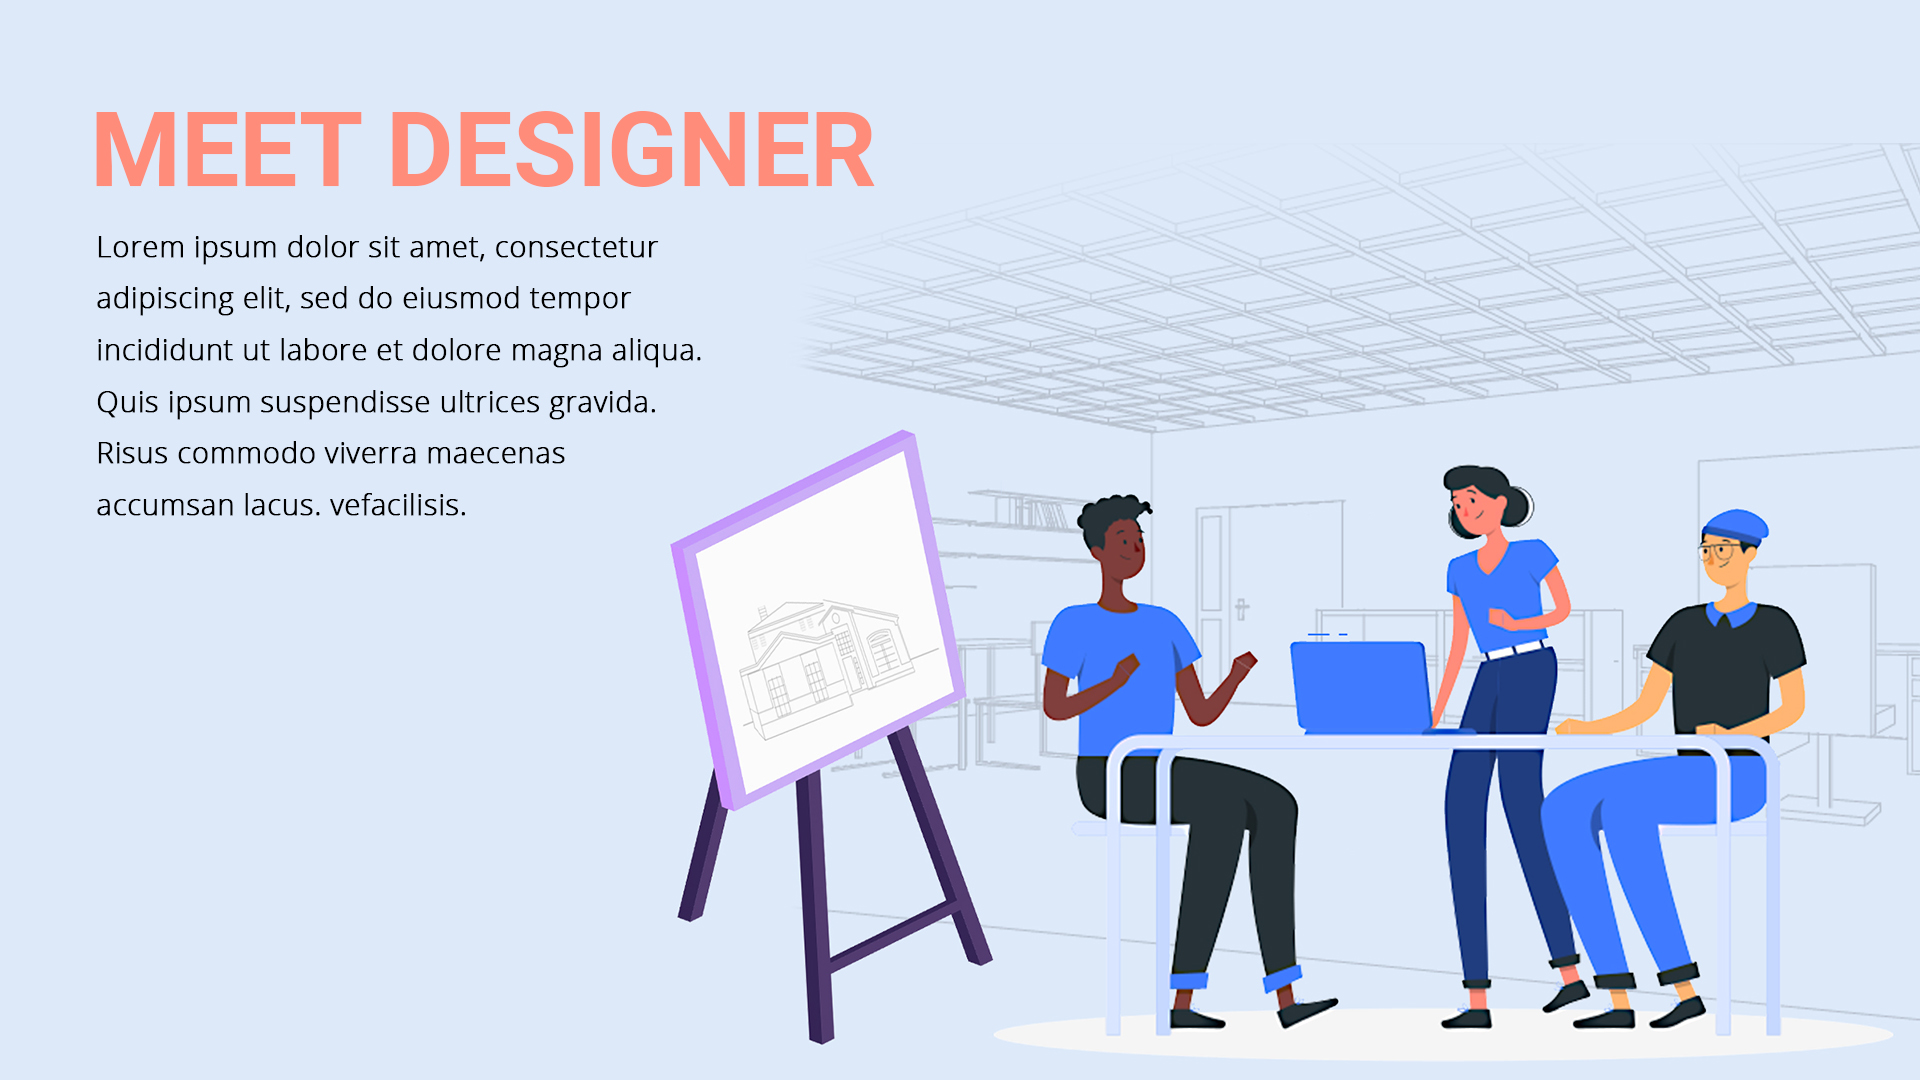 MEET DESIGNER
Lorem ipsum dolor sit amet, consectetur
adipiscing elit, sed do eiusmod tempor
incididunt ut labore et dolore magna aliqua.
Quis ipsum suspendisse ultrices gravida.
Risus commodo viverra maecenas
accumsan lacus. vefacilisis.